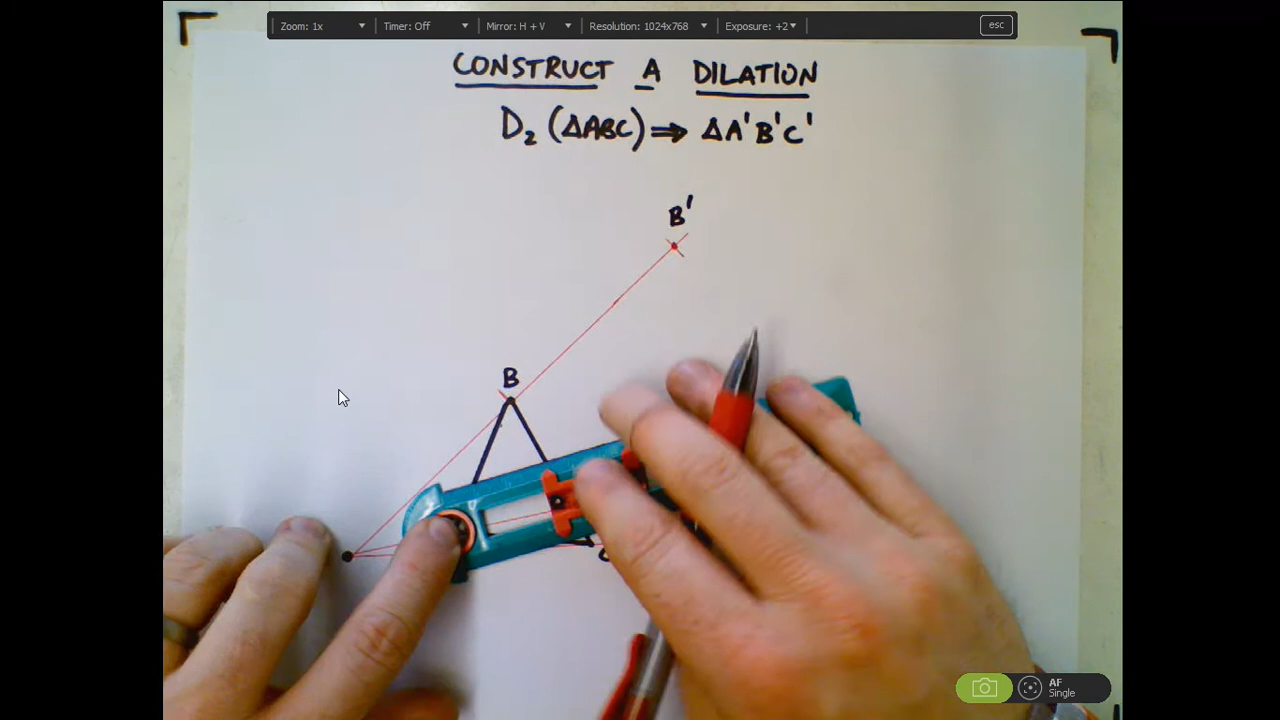 Zoom: 1x Timer: Off Mirror: H + V Resolution: 1024x768 Exposure: +2 esc
CONSTRUCT A DILATION
D₂ (ΔABC) ⇒ ΔA'B'C'
B'
B
AF
Single